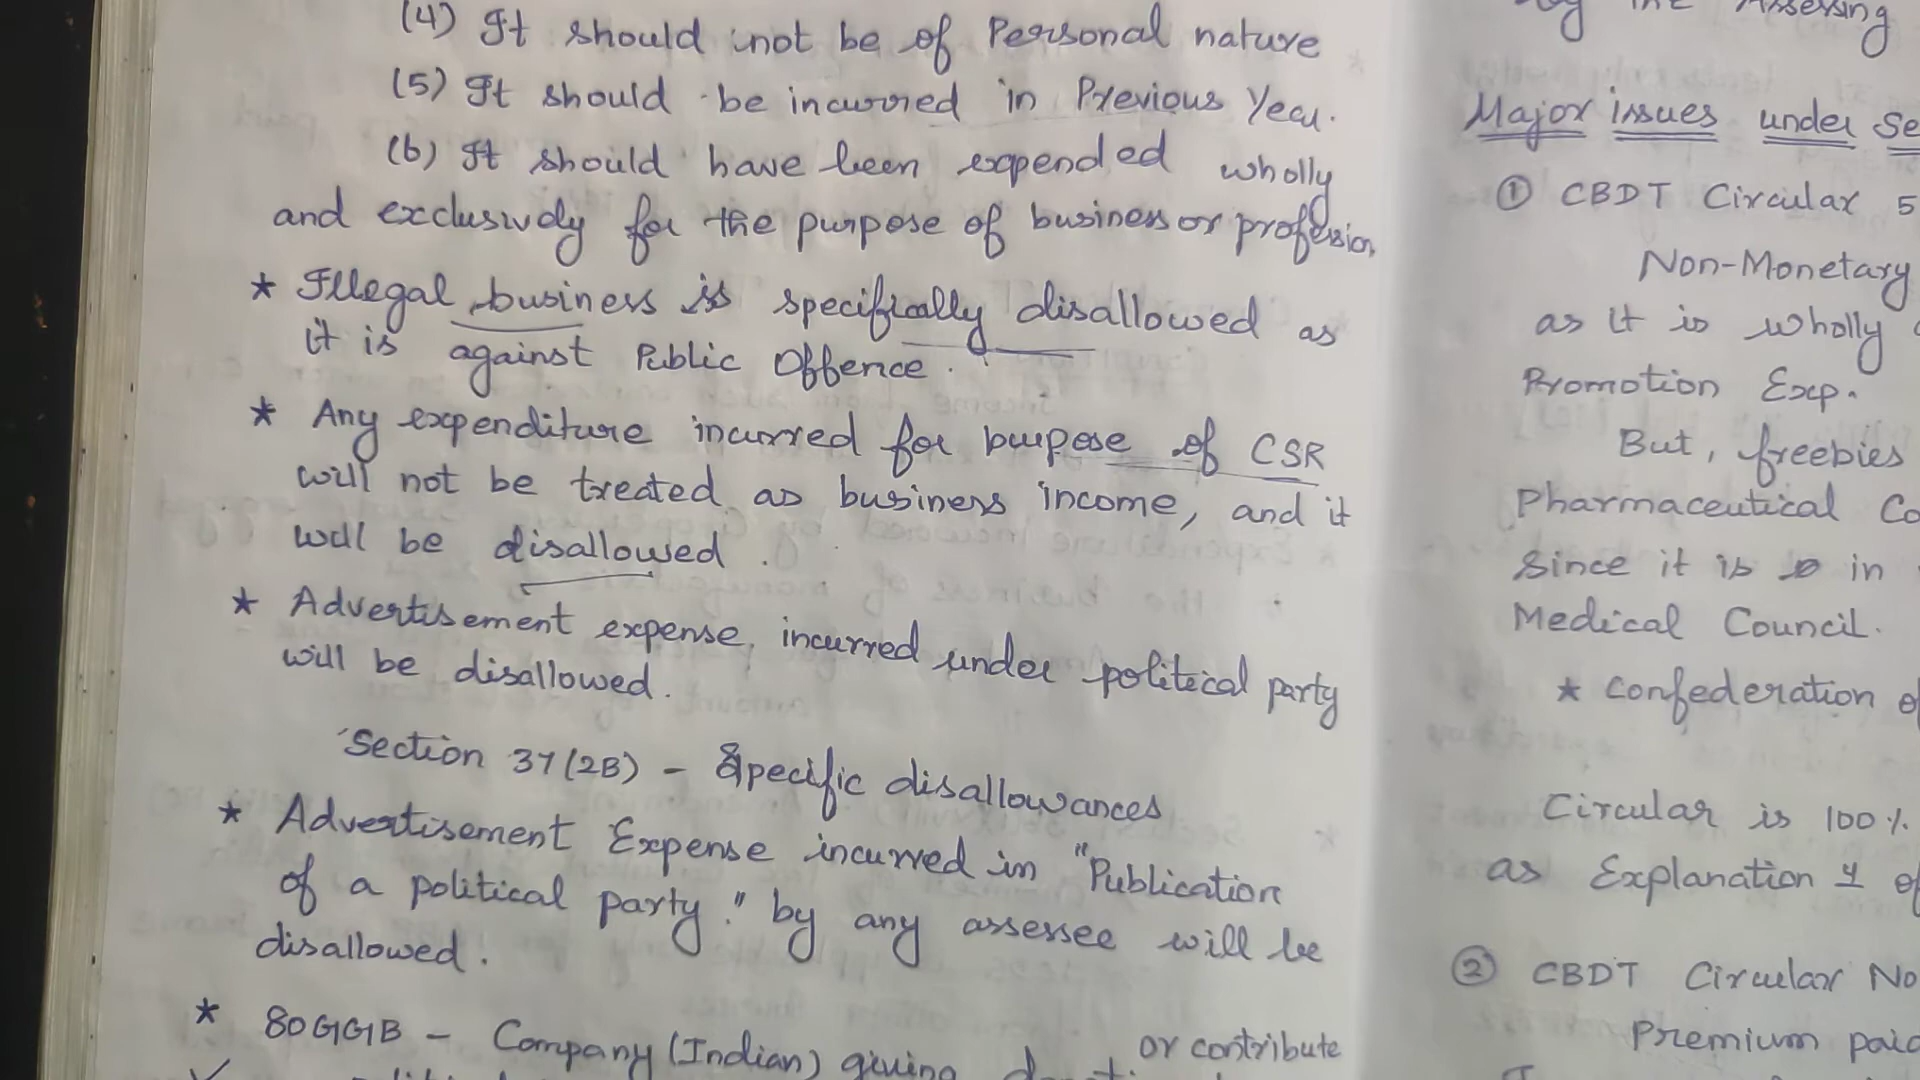 (4) It should not be of Personal nature
(5) It should be incurred in Previous Year.
(6) It should have been expended wholly
and exclusively for the purpose of business or profession
* Illegal business is specifically disallowed as
it is against Public Offence.
* Any expenditure incurred for purpose of CSR
will not be treated as business income, and it
will be disallowed.
* Advertisement expense, incurred under political party
will be disallowed.
Section 37(2B) - Specific disallowances
* Advertisement Expense incurred in "Publication
of a political party." by any assessee will be
disallowed.
* 80GGB - Company (Indian) giving or contribute
the Assessing
Major issues under Se
① CBDT Circular 5
Non-Monetary
as it is wholly
Promotion Exp.
But, freebies
Pharmaceutical Co
Since it is in
Medical Council.
* Confederation of
Circular is 100%.
as Explanation 1 of
② CBDT Circular No
Premium paid